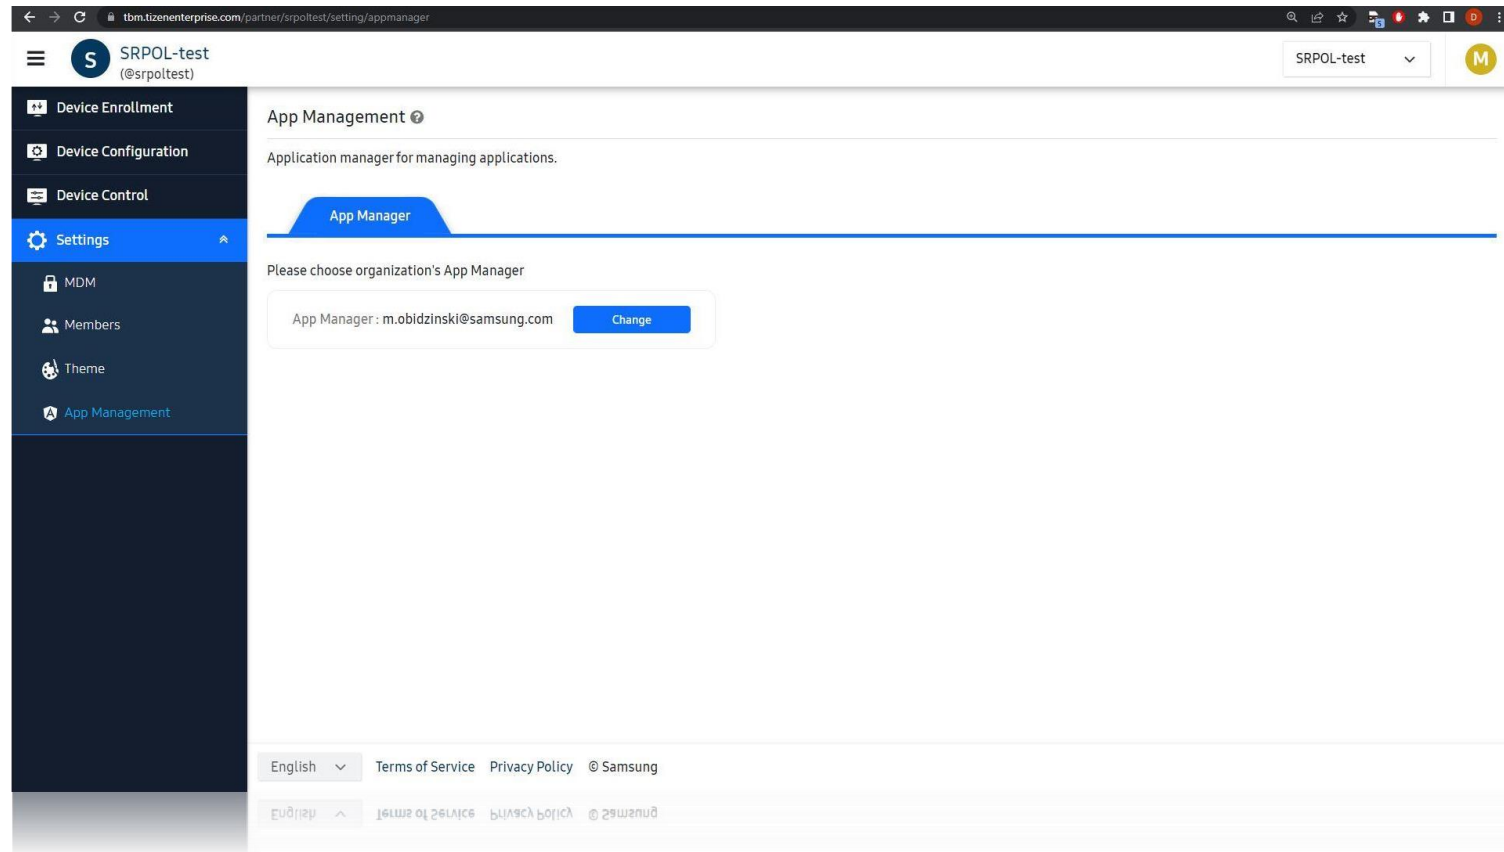 tbm.tizenenterprise.com/partner/srpoltest/setting/appmanager
S
D
S
SRPOL-test
(@srpoltest)
SRPOL-test
M
Device Enrollment
Device Configuration
Device Control
Settings
MDM
Members
Theme
App Management
App Management ?
Application manager for managing applications.
App Manager
Please choose organization's App Manager
App Manager : m.obidzinski@samsung.com
Change
English
Terms of Service Privacy Policy © Samsung